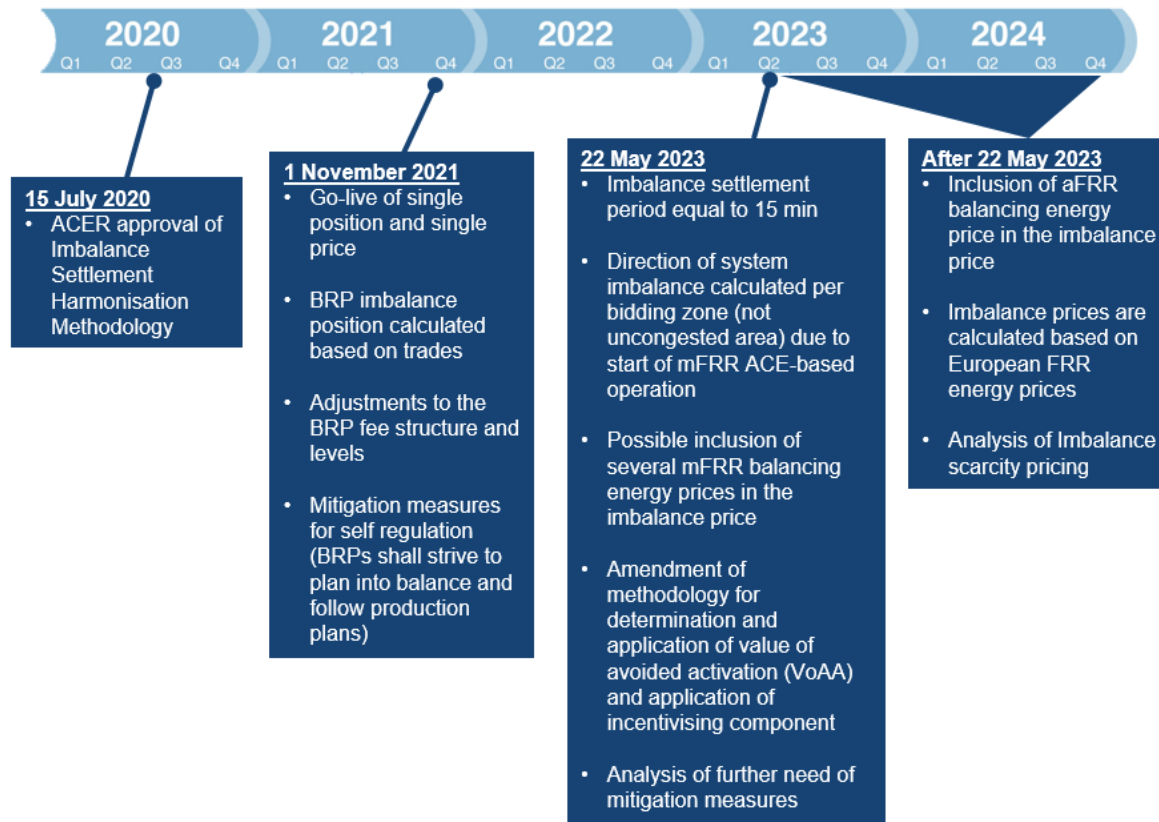 2020
2021
2022
2023
2024
Q1 Q2 Q3 Q4
Q1 Q2 Q3 Q4
Q1 Q2 Q3 Q4
Q1 Q2 Q3 Q4
Q1 Q2 Q3 Q4
15 July 2020
• ACER approval of
Imbalance
Settlement
Harmonisation
Methodology
1 November 2021
• Go-live of single
position and single
price
• BRP imbalance
position calculated
based on trades
• Adjustments to the
BRP fee structure and
levels
• Mitigation measures
for self regulation
(BRPs shall strive to
plan into balance and
follow production
plans)
22 May 2023
• Imbalance settlement
period equal to 15 min
• Direction of system
imbalance calculated per
bidding zone (not
uncongested area) due to
start of mFRR ACE-based
operation
• Possible inclusion of
several mFRR balancing
energy prices in the
imbalance price
• Amendment of
methodology for
determination and
application of value of
avoided activation (VoAA)
and application of
incentivising component
• Analysis of further need of
mitigation measures
After 22 May 2023
• Inclusion of aFRR
balancing energy
price in the imbalance
price
• Imbalance prices are
calculated based on
European FRR
energy prices
• Analysis of Imbalance
scarcity pricing